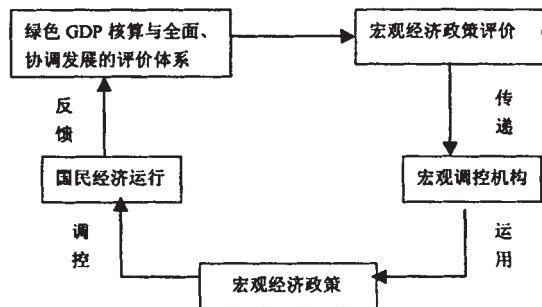 绿色 GDP 核算与全面、
协调发展的评价体系
宏观经济政策评价
反馈
传递
国民经济运行
宏观调控机构
调控
运用
宏观经济政策